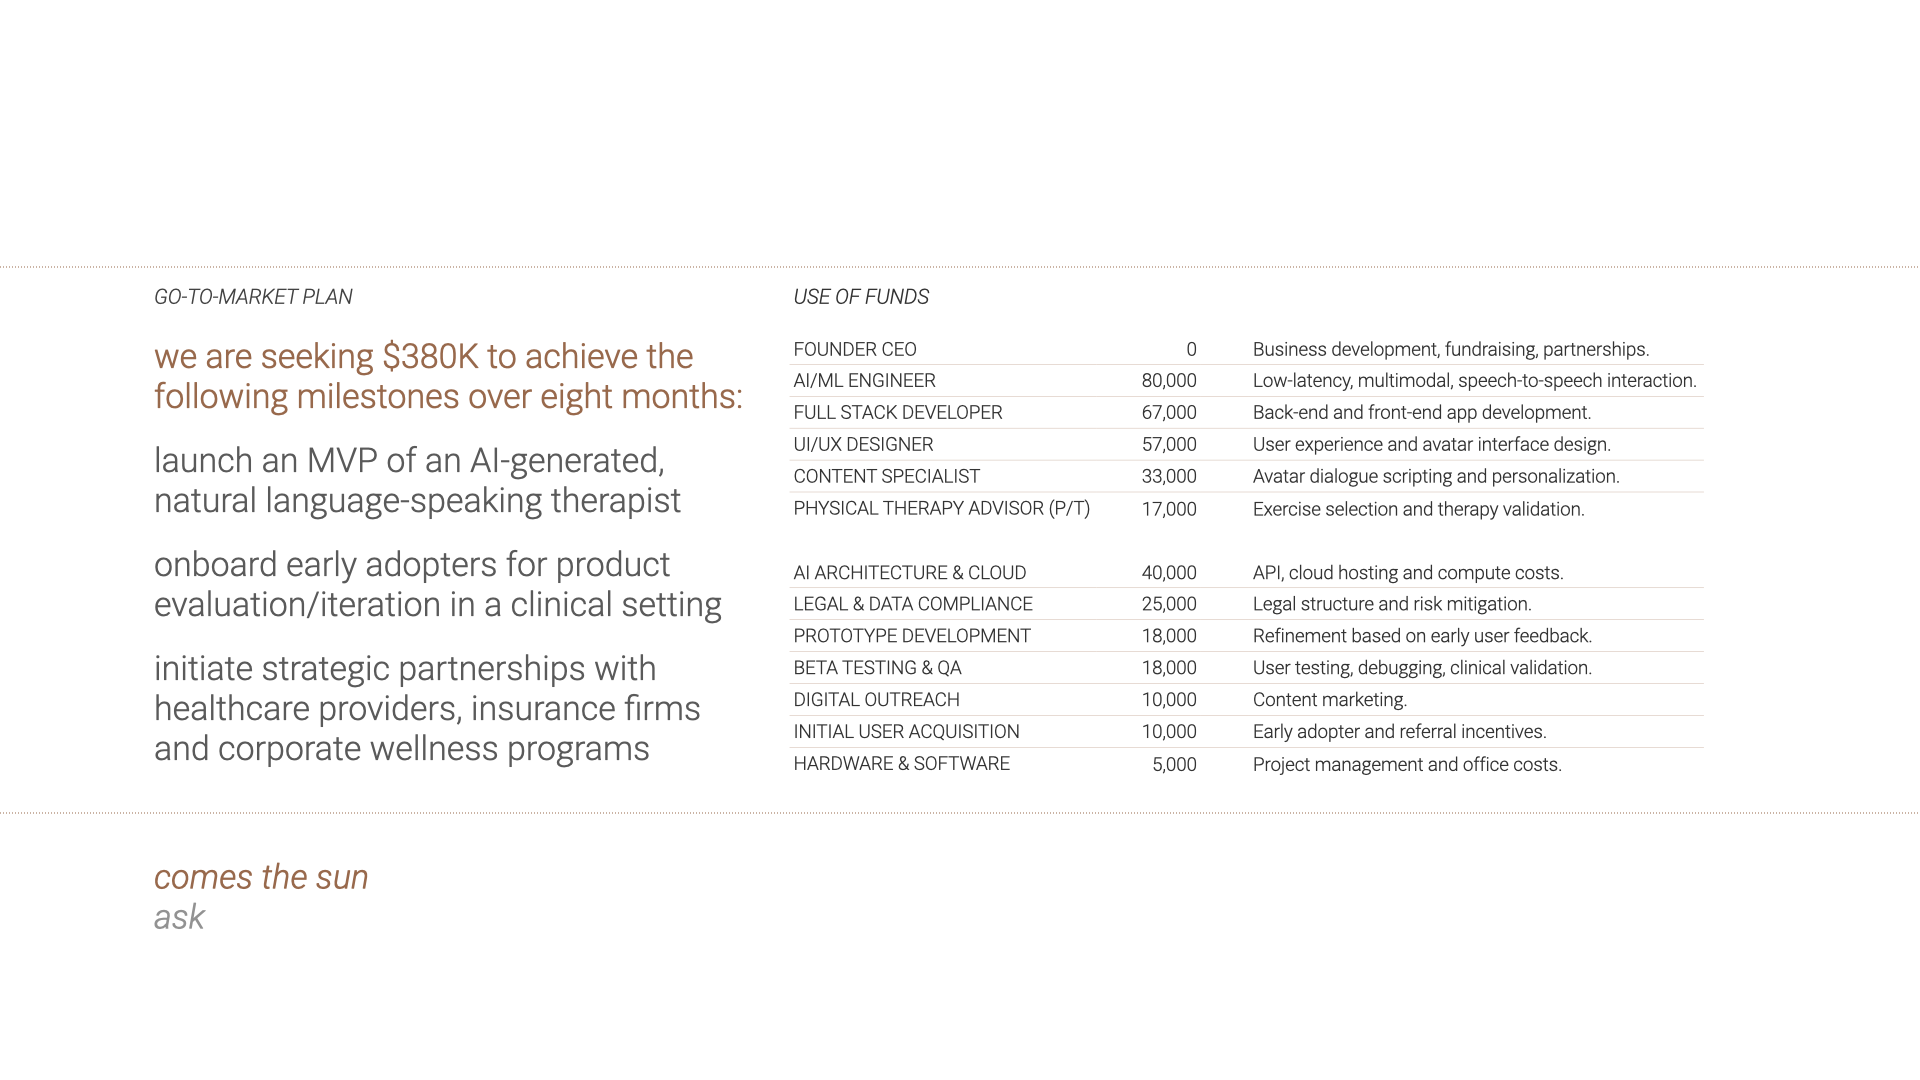 GO-TO-MARKET PLAN
we are seeking $380K to achieve the
following milestones over eight months:
launch an MVP of an AI-generated,
natural language-speaking therapist
onboard early adopters for product
evaluation/iteration in a clinical setting
initiate strategic partnerships with
healthcare providers, insurance firms
and corporate wellness programs
USE OF FUNDS
FOUNDER CEO 0 Business development, fundraising, partnerships.
AI/ML ENGINEER 80,000 Low-latency, multimodal, speech-to-speech interaction.
FULL STACK DEVELOPER 67,000 Back-end and front-end app development.
UI/UX DESIGNER 57,000 User experience and avatar interface design.
CONTENT SPECIALIST 33,000 Avatar dialogue scripting and personalization.
PHYSICAL THERAPY ADVISOR (P/T) 17,000 Exercise selection and therapy validation.
AI ARCHITECTURE & CLOUD 40,000 API, cloud hosting and compute costs.
LEGAL & DATA COMPLIANCE 25,000 Legal structure and risk mitigation.
PROTOTYPE DEVELOPMENT 18,000 Refinement based on early user feedback.
BETA TESTING & QA 18,000 User testing, debugging, clinical validation.
DIGITAL OUTREACH 10,000 Content marketing.
INITIAL USER ACQUISITION 10,000 Early adopter and referral incentives.
HARDWARE & SOFTWARE 5,000 Project management and office costs.
comes the sun
ask